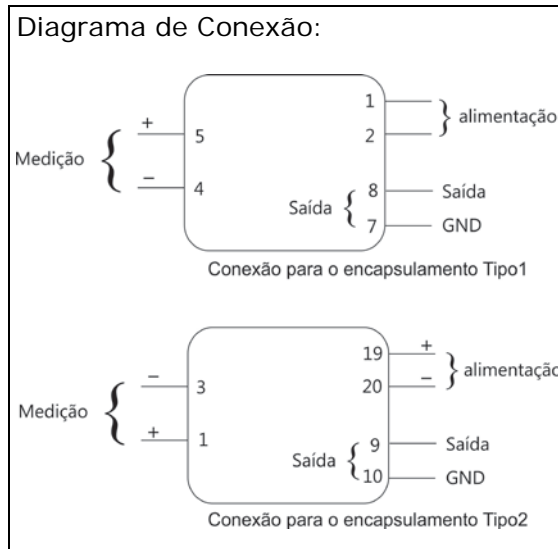 Diagrama de Conexão:
1
+
alimentação
5
2
Medição
−
4
8
Saída
Saída
7
GND
Conexão para o encapsulamento Tipo1
19
+
−
alimentação
3
20
−
Medição
+
1
9
Saída
Saída
10
GND
Conexão para o encapsulamento Tipo2